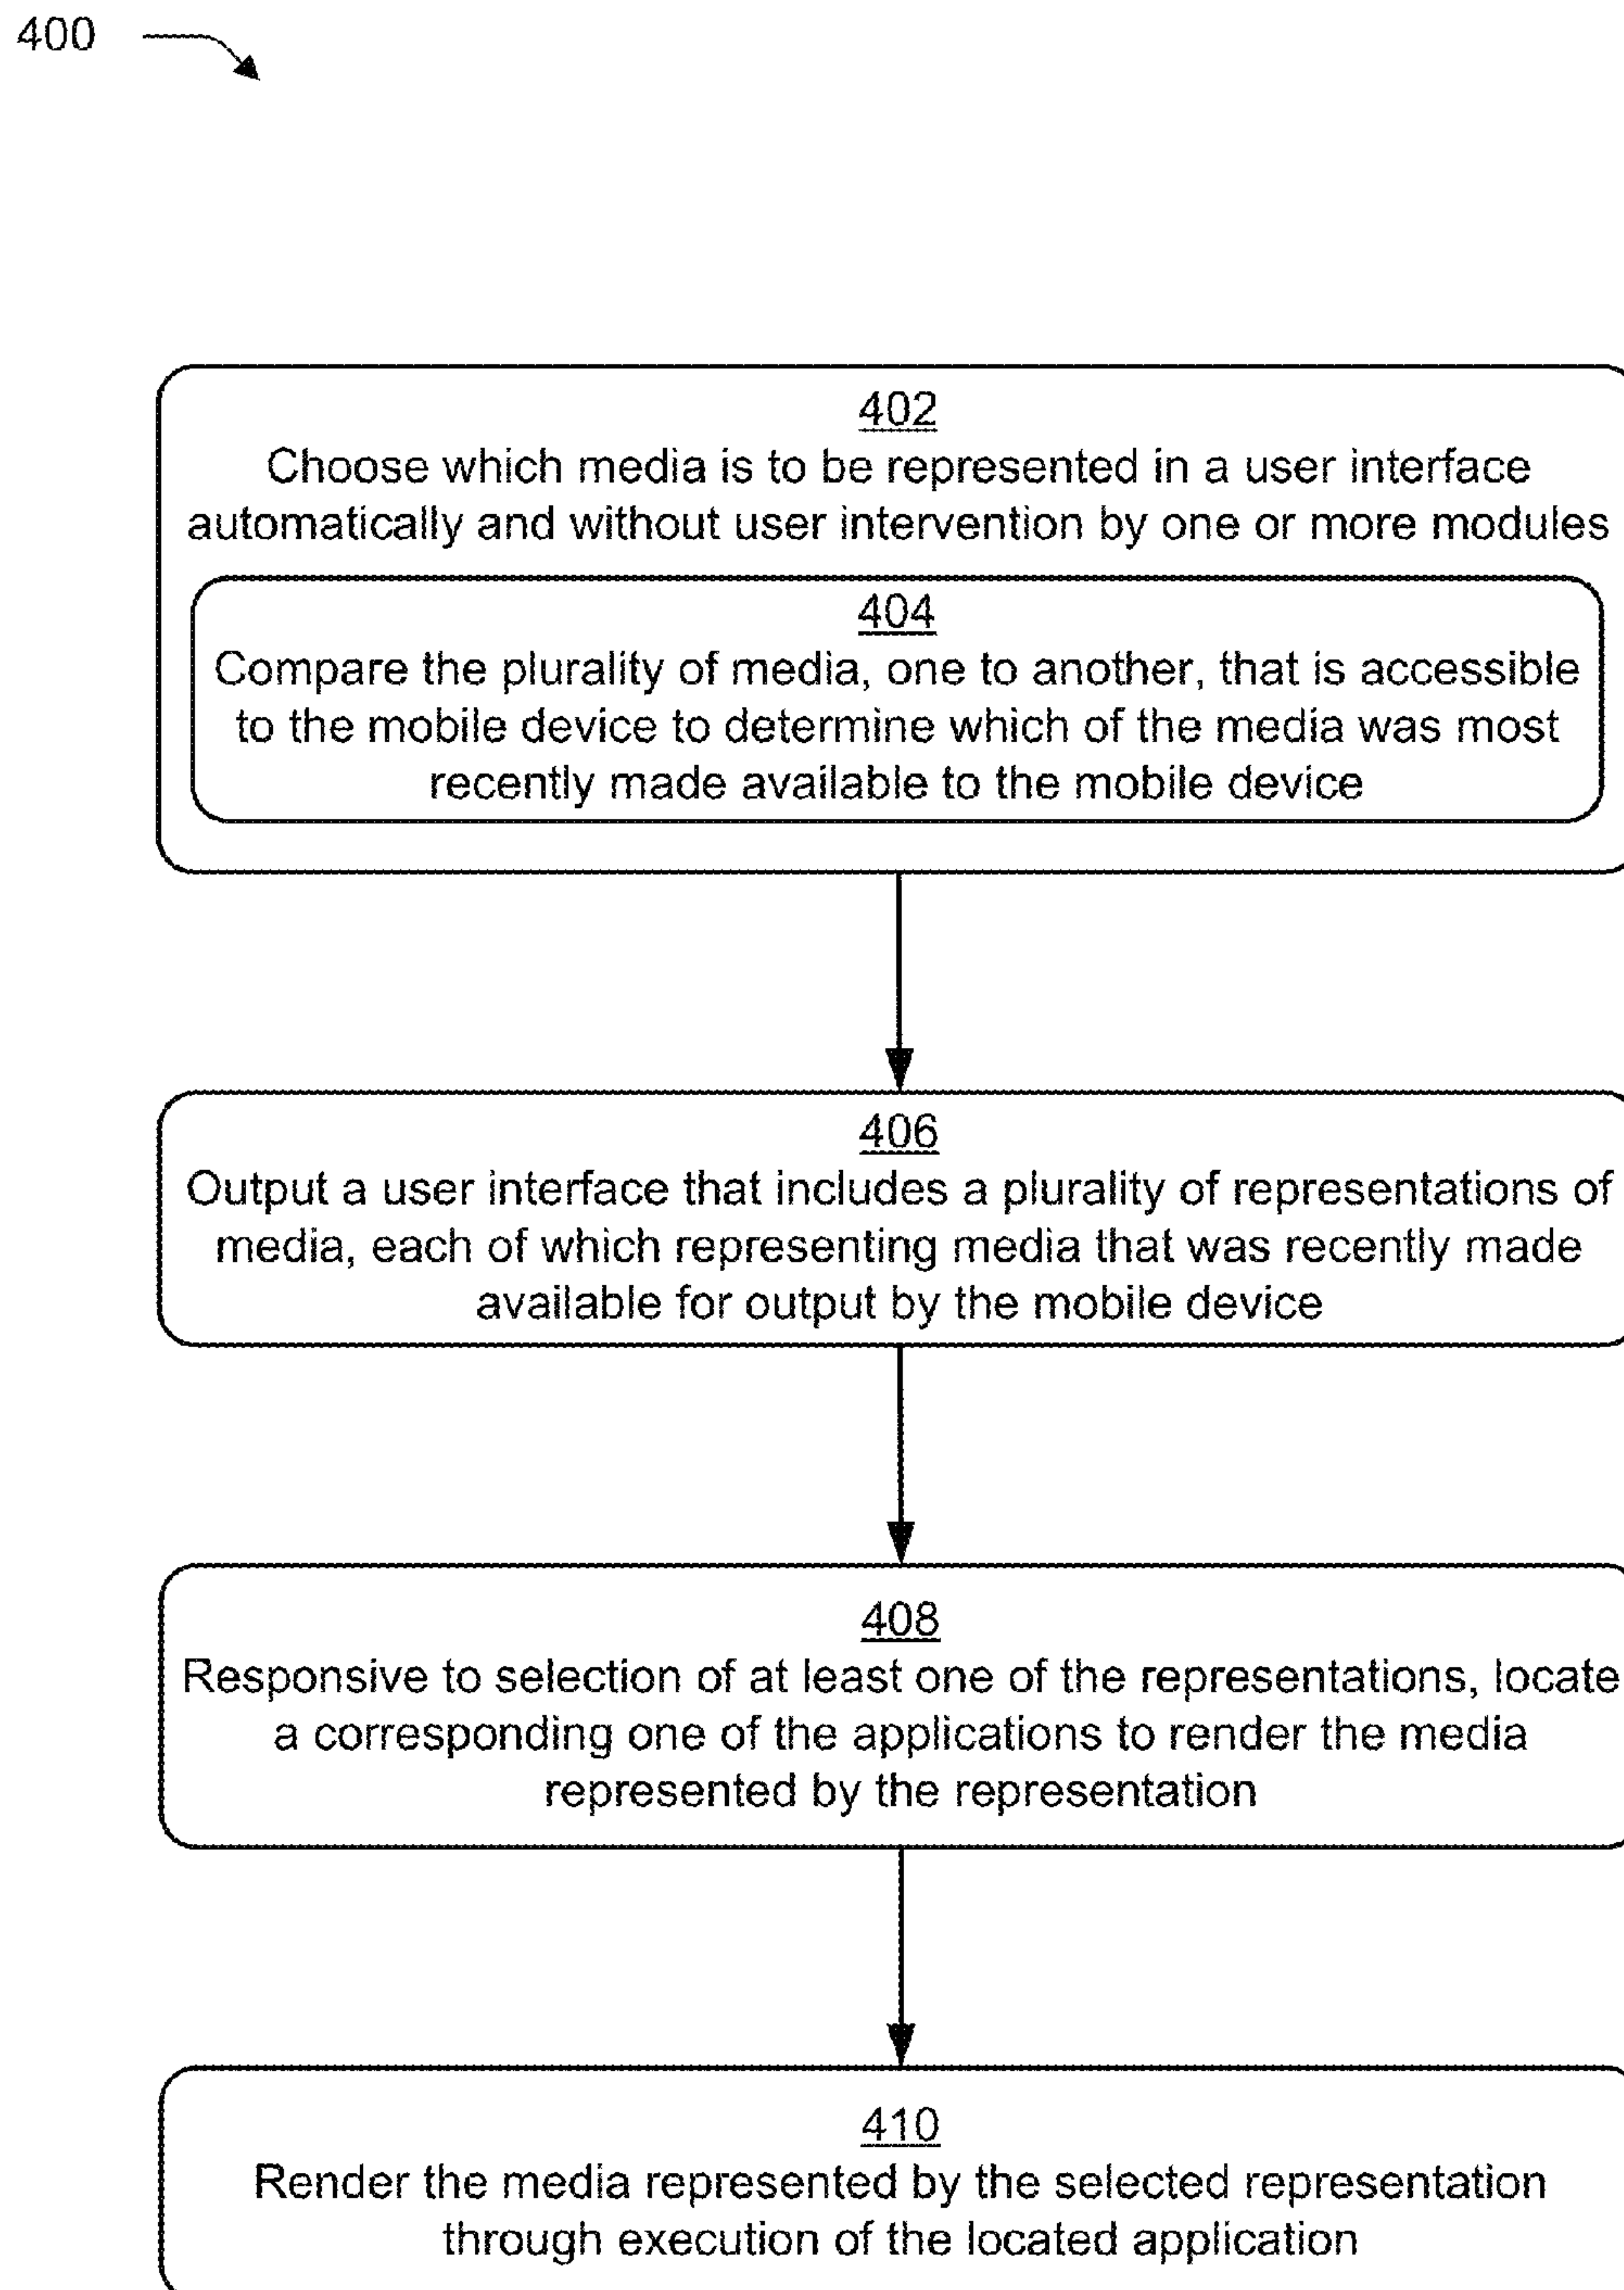 400
402
Choose which media is to be represented in a user interface
automatically and without user intervention by one or more modules
404
Compare the plurality of media, one to another, that is accessible
to the mobile device to determine which of the media was most
recently made available to the mobile device
406
Output a user interface that includes a plurality of representations of
media, each of which representing media that was recently made
available for output by the mobile device
408
Responsive to selection of at least one of the representations, locate
a corresponding one of the applications to render the media
represented by the representation
410
Render the media represented by the selected representation
through execution of the located application